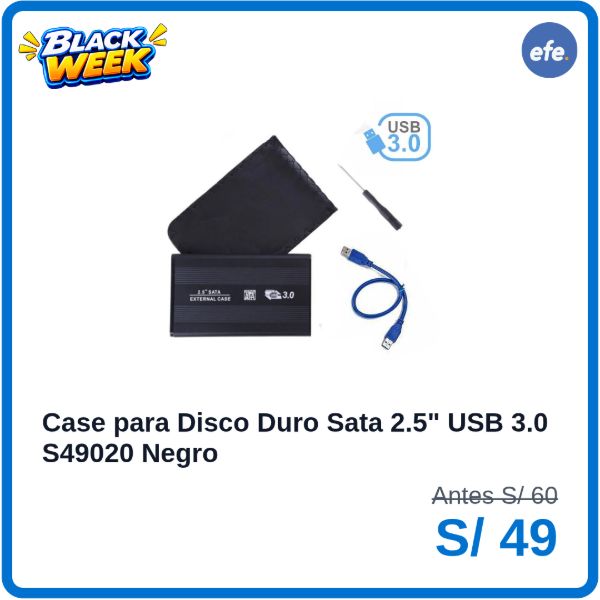 BLACK
WEEK
efe.
USB
3.0
2.5" SATA
EXTERNAL CASE
3.0
Case para Disco Duro Sata 2.5" USB 3.0
S49020 Negro
Antes S/ 60
S/ 49